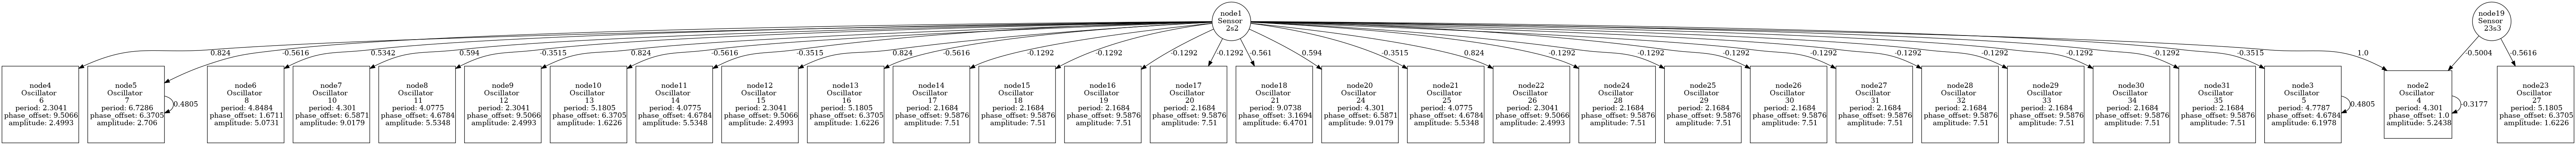 node1
Sensor
2s2
node19
Sensor
23s3
0.824
-0.5616
0.5342
0.594
-0.3515
0.824
-0.5616
-0.3515
0.824
-0.5616
-0.1292
-0.1292
-0.1292
-0.1292
-0.561
0.594
-0.3515
0.824
-0.1292
-0.1292
-0.1292
-0.1292
-0.1292
-0.1292
-0.1292
-0.1292
-0.3515
1.0
-0.5004
-0.5616
node4
Oscillator
6
period: 2.3041
phase_offset: 9.5066
amplitude: 2.4993
node5
Oscillator
7
period: 6.7286
phase_offset: 6.3705
amplitude: 2.706
0.4805
node6
Oscillator
8
period: 4.8484
phase_offset: 1.6711
amplitude: 5.0731
node7
Oscillator
10
period: 4.301
phase_offset: 6.5871
amplitude: 9.0179
node8
Oscillator
11
period: 4.0775
phase_offset: 4.6784
amplitude: 5.5348
node9
Oscillator
12
period: 2.3041
phase_offset: 9.5066
amplitude: 2.4993
node10
Oscillator
13
period: 5.1805
phase_offset: 6.3705
amplitude: 1.6226
node11
Oscillator
14
period: 4.0775
phase_offset: 4.6784
amplitude: 5.5348
node12
Oscillator
15
period: 2.3041
phase_offset: 9.5066
amplitude: 2.4993
node13
Oscillator
16
period: 5.1805
phase_offset: 6.3705
amplitude: 1.6226
node14
Oscillator
17
period: 2.1684
phase_offset: 9.5876
amplitude: 7.51
node15
Oscillator
18
period: 2.1684
phase_offset: 9.5876
amplitude: 7.51
node16
Oscillator
19
period: 2.1684
phase_offset: 9.5876
amplitude: 7.51
node17
Oscillator
20
period: 2.1684
phase_offset: 9.5876
amplitude: 7.51
node18
Oscillator
21
period: 9.0738
phase_offset: 3.1694
amplitude: 6.4701
node20
Oscillator
24
period: 4.301
phase_offset: 6.5871
amplitude: 9.0179
node21
Oscillator
25
period: 4.0775
phase_offset: 4.6784
amplitude: 5.5348
node22
Oscillator
26
period: 2.3041
phase_offset: 9.5066
amplitude: 2.4993
node24
Oscillator
28
period: 2.1684
phase_offset: 9.5876
amplitude: 7.51
node25
Oscillator
29
period: 2.1684
phase_offset: 9.5876
amplitude: 7.51
node26
Oscillator
30
period: 2.1684
phase_offset: 9.5876
amplitude: 7.51
node27
Oscillator
31
period: 2.1684
phase_offset: 9.5876
amplitude: 7.51
node28
Oscillator
32
period: 2.1684
phase_offset: 9.5876
amplitude: 7.51
node29
Oscillator
33
period: 2.1684
phase_offset: 9.5876
amplitude: 7.51
node30
Oscillator
34
period: 2.1684
phase_offset: 9.5876
amplitude: 7.51
node31
Oscillator
35
period: 2.1684
phase_offset: 9.5876
amplitude: 7.51
node3
Oscillator
5
period: 4.7787
phase_offset: 4.6784
amplitude: 6.1978
0.4805
node2
Oscillator
4
period: 4.301
phase_offset: 1.0
amplitude: 5.2438
0.3177
node23
Oscillator
27
period: 5.1805
phase_offset: 6.3705
amplitude: 1.6226